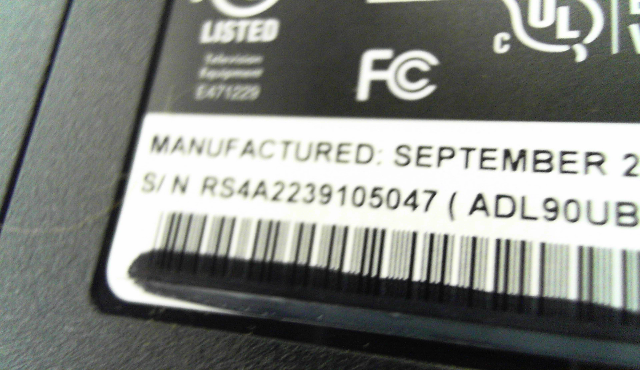 LISTED
Television
Equipment
E471229
FC
C UL
MANUFACTURED: SEPTEMBER 2
S/N RS4A2239105047 ( ADL90UB